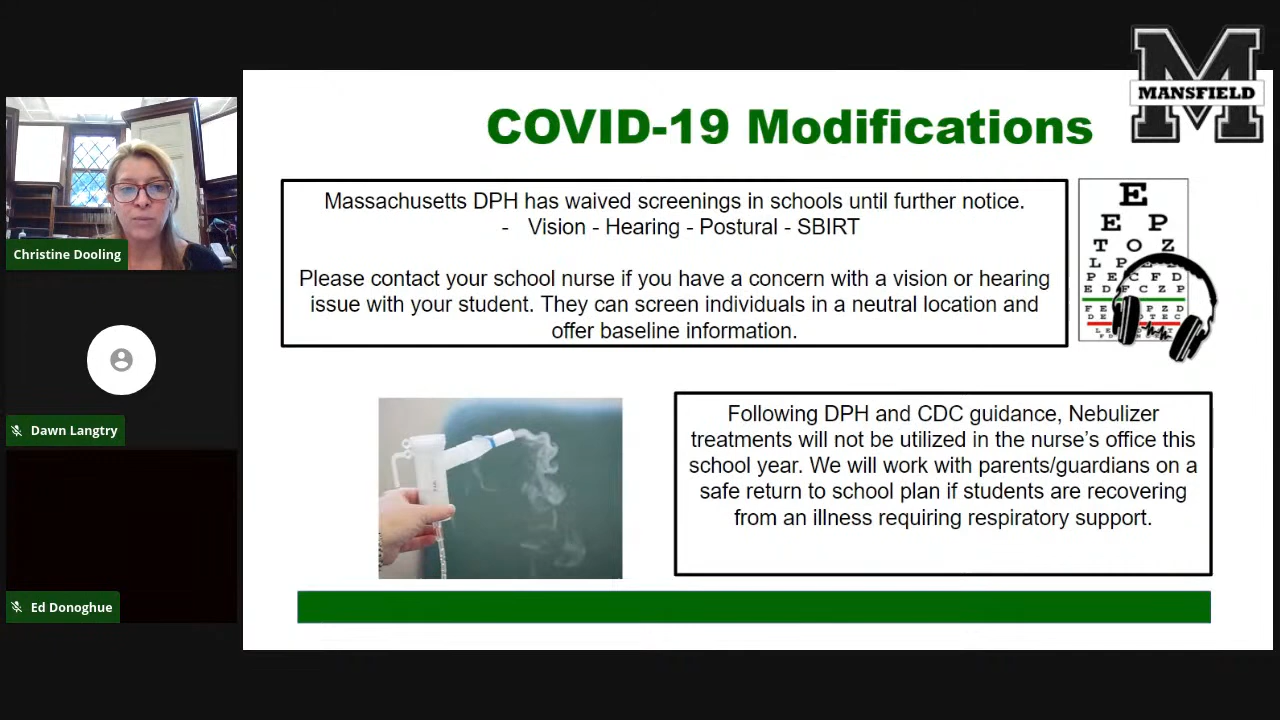 MANSFIELD
COVID-19 Modifications
Massachusetts DPH has waived screenings in schools until further notice.
- Vision - Hearing - Postural - SBIRT
Please contact your school nurse if you have a concern with a vision or hearing
issue with your student. They can screen individuals in a neutral location and
offer baseline information.
E
E P
T O Z
L P
P E C F D
E D F C Z P
Christine Dooling
Dawn Langtry
Ed Donoghue
Following DPH and CDC guidance, Nebulizer
treatments will not be utilized in the nurse's office this
school year. We will work with parents/guardians on a
safe return to school plan if students are recovering
from an illness requiring respiratory support.